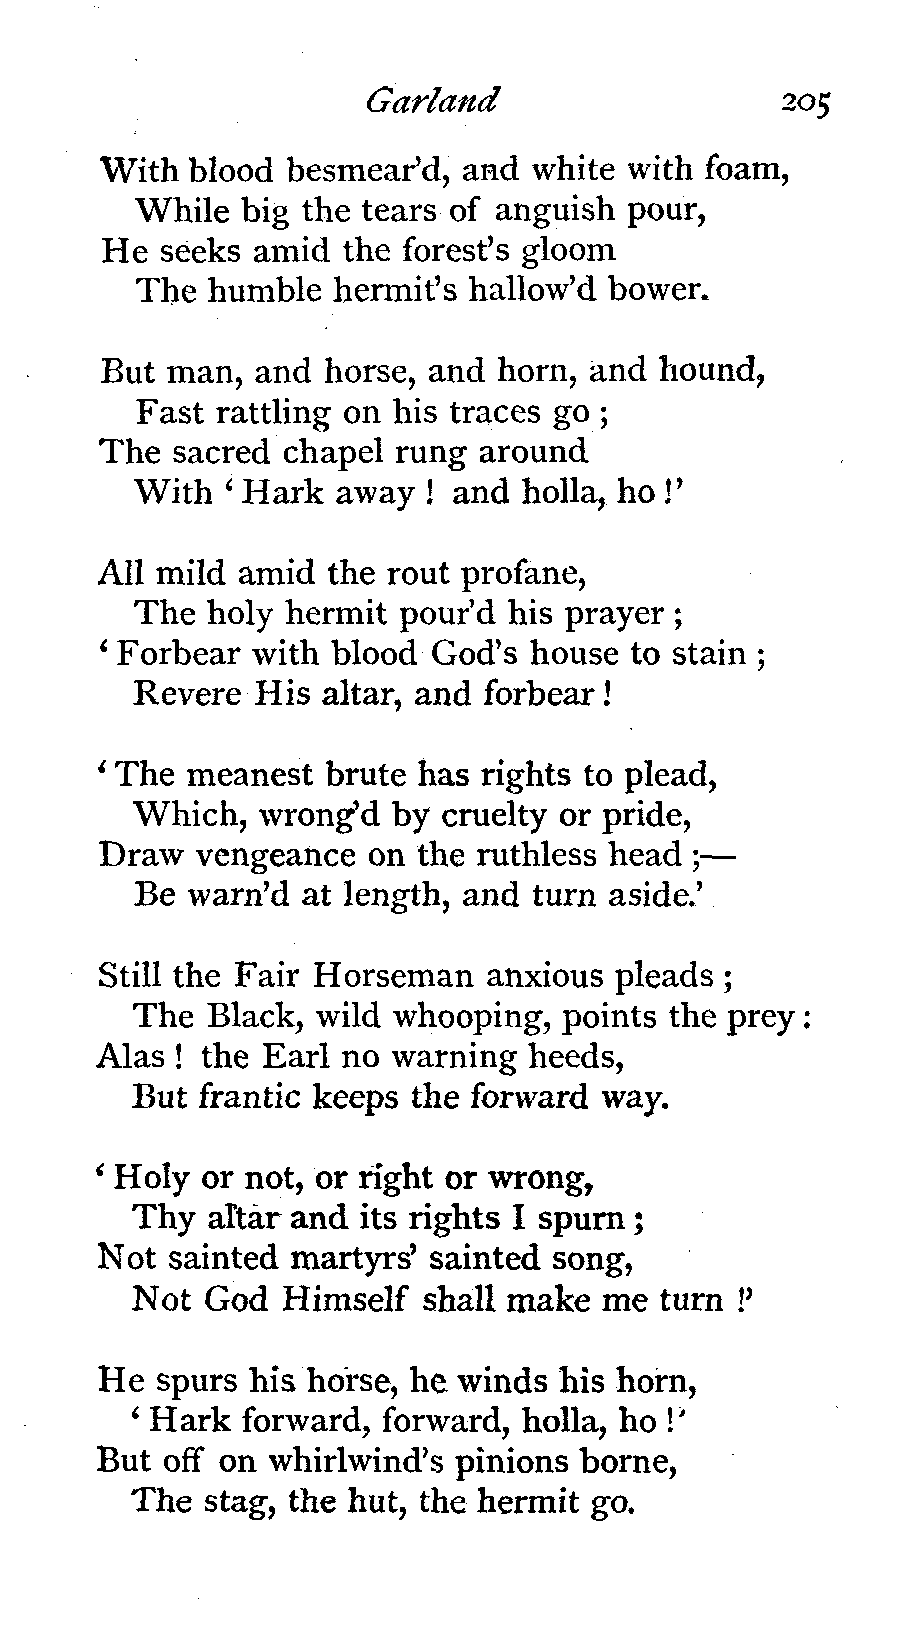 Garland 205
With blood besmear'd, and white with foam,
While big the tears of anguish pour,
He seeks amid the forest's gloom
The humble hermit's hallow'd bower.
But man, and horse, and horn, and hound,
Fast rattling on his traces go ;
The sacred chapel rung around
With ‘ Hark away ! and holla, ho !’
All mild amid the rout profane,
The holy hermit pour'd his prayer ;
‘ Forbear with blood God's house to stain ;
Revere His altar, and forbear !
‘ The meanest brute has rights to plead,
Which, wrong'd by cruelty or pride,
Draw vengeance on the ruthless head ;—
Be warn'd at length, and turn aside.’
Still the Fair Horseman anxious pleads ;
The Black, wild whooping, points the prey :
Alas ! the Earl no warning heeds,
But frantic keeps the forward way.
‘ Holy or not, or right or wrong,
Thy altar and its rights I spurn ;
Not sainted martyrs' sainted song,
Not God Himself shall make me turn !’
He spurs his horse, he winds his horn,
‘ Hark forward, forward, holla, ho !’
But off on whirlwind's pinions borne,
The stag, the hut, the hermit go.